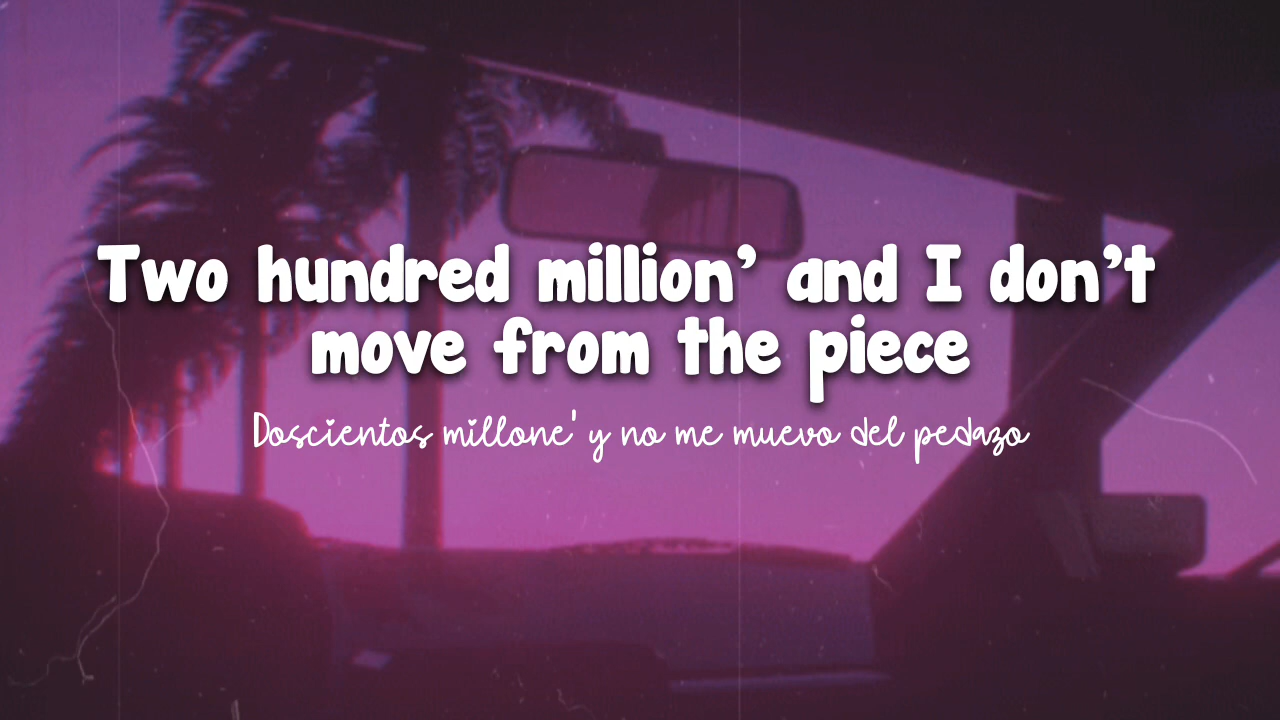 Two hundred million’ and I don’t
move from the piece
Doscientos millone' y no me muevo del pedazo